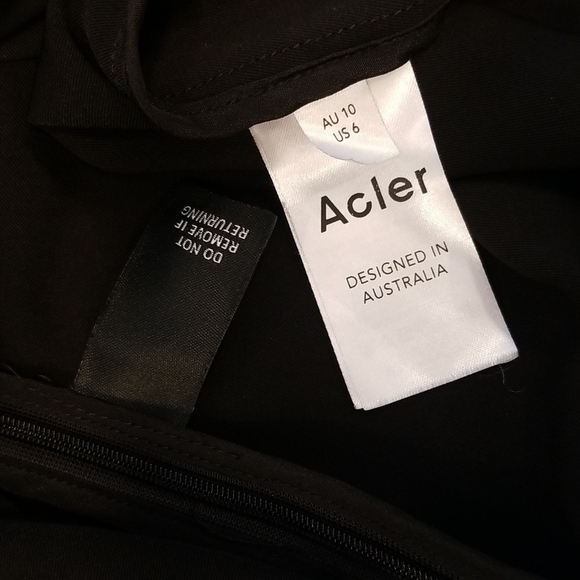 AU 10
US 6
Acler
DESIGNED IN
AUSTRALIA
DO NOT
REMOVE IF
RETURNING